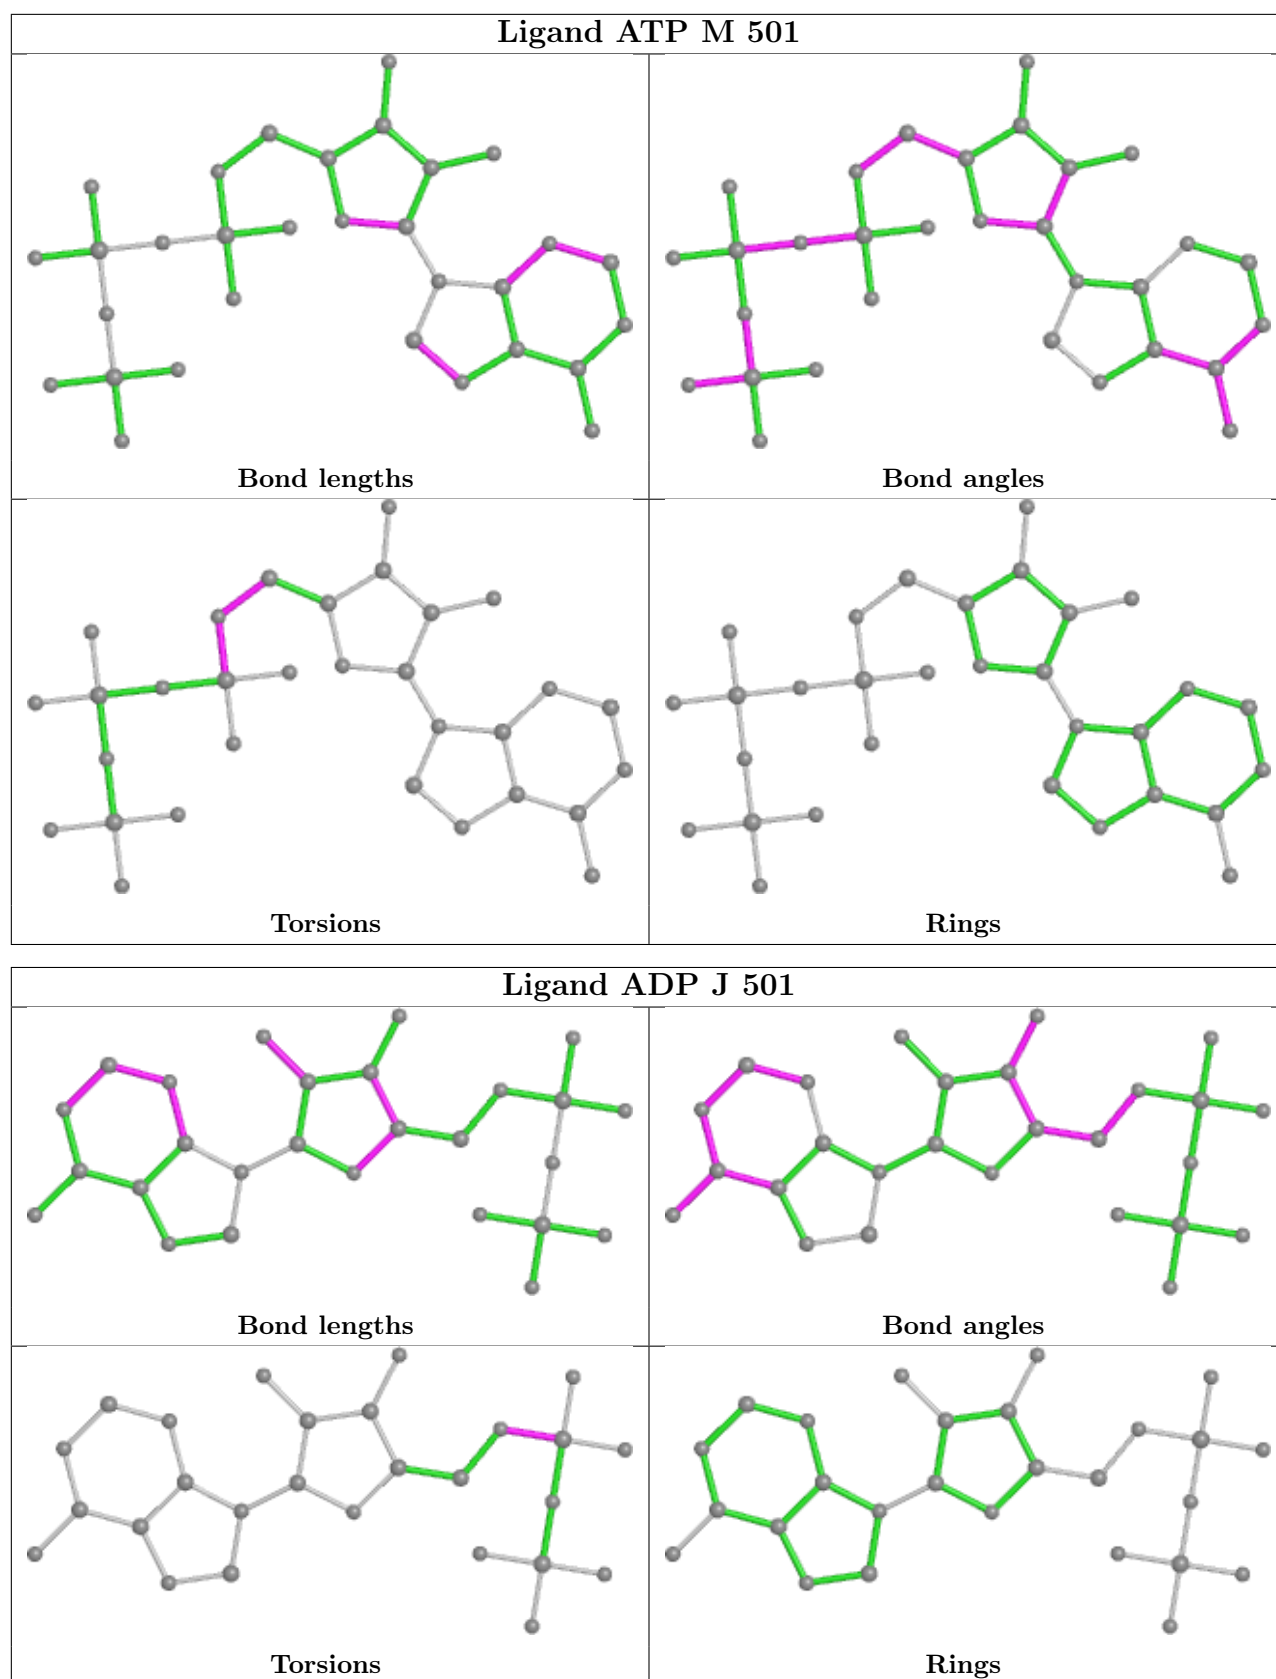 Ligand ATP M 501
Bond lengths
Bond angles
Torsions
Rings
Ligand ADP J 501
Bond lengths
Bond angles
Torsions
Rings